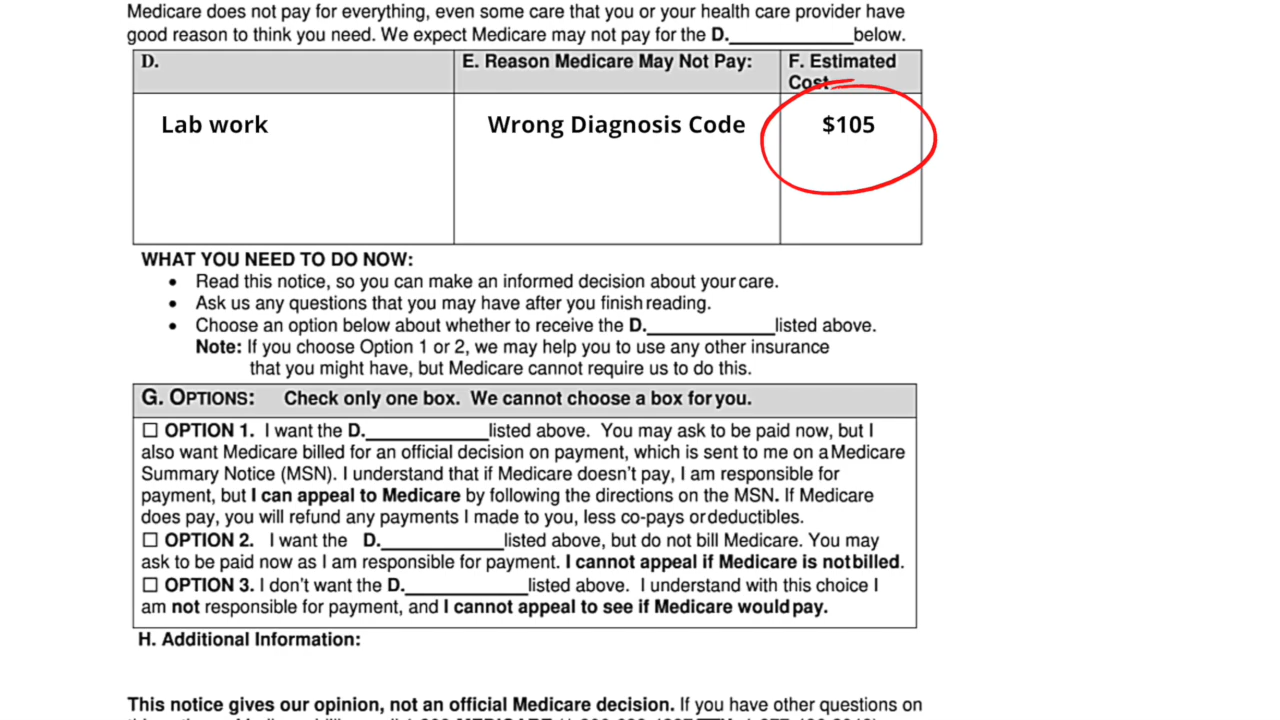 Medicare does not pay for everything, even some care that you or your health care provider have
good reason to think you need. We expect Medicare may not pay for the D.____________below.
D. E. Reason Medicare May Not Pay: F. Estimated
Cost
Lab work Wrong Diagnosis Code $105
WHAT YOU NEED TO DO NOW:
• Read this notice, so you can make an informed decision about your care.
• Ask us any questions that you may have after you finish reading.
• Choose an option below about whether to receive the D.____________listed above.
Note: If you choose Option 1 or 2, we may help you to use any other insurance
that you might have, but Medicare cannot require us to do this.
G. OPTIONS: Check only one box. We cannot choose a box for you.
☐ OPTION 1. I want the D.____________listed above. You may ask to be paid now, but I
also want Medicare billed for an official decision on payment, which is sent to me on a Medicare
Summary Notice (MSN). I understand that if Medicare doesn’t pay, I am responsible for
payment, but I can appeal to Medicare by following the directions on the MSN. If Medicare
does pay, you will refund any payments I made to you, less co-pays or deductibles.
☐ OPTION 2. I want the D.____________listed above, but do not bill Medicare. You may
ask to be paid now as I am responsible for payment. I cannot appeal if Medicare is not billed.
☐ OPTION 3. I don’t want the D.____________listed above. I understand with this choice I
am not responsible for payment, and I cannot appeal to see if Medicare would pay.
H. Additional Information:
This notice gives our opinion, not an official Medicare decision. If you have other questions on